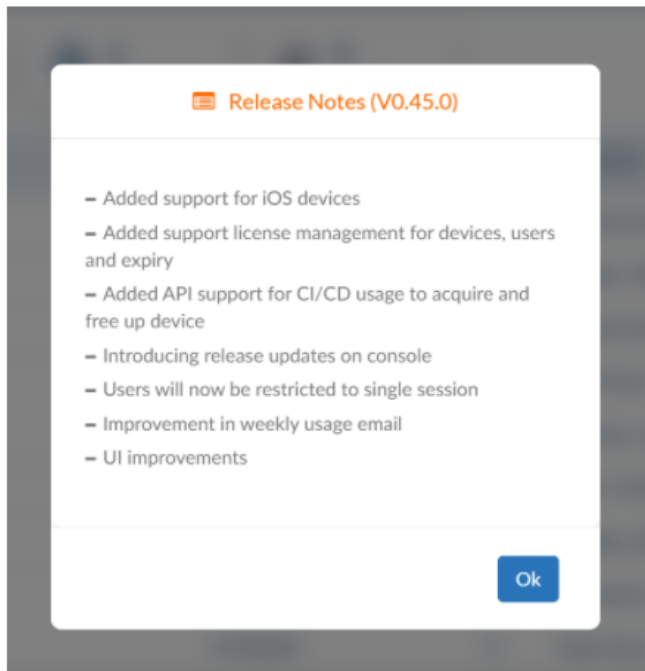 Release Notes (V0.45.0)
– Added support for iOS devices
– Added support license management for devices, users
and expiry
– Added API support for CI/CD usage to acquire and
free up device
– Introducing release updates on console
– Users will now be restricted to single session
– Improvement in weekly usage email
– UI improvements
Ok